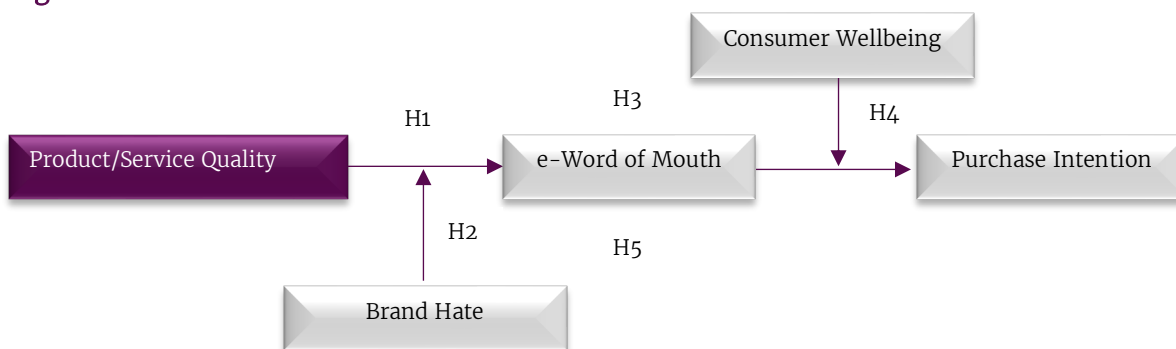 Consumer Wellbeing
H3
H1
H4
Product/Service Quality
e-Word of Mouth
Purchase Intention
H2
H5
Brand Hate